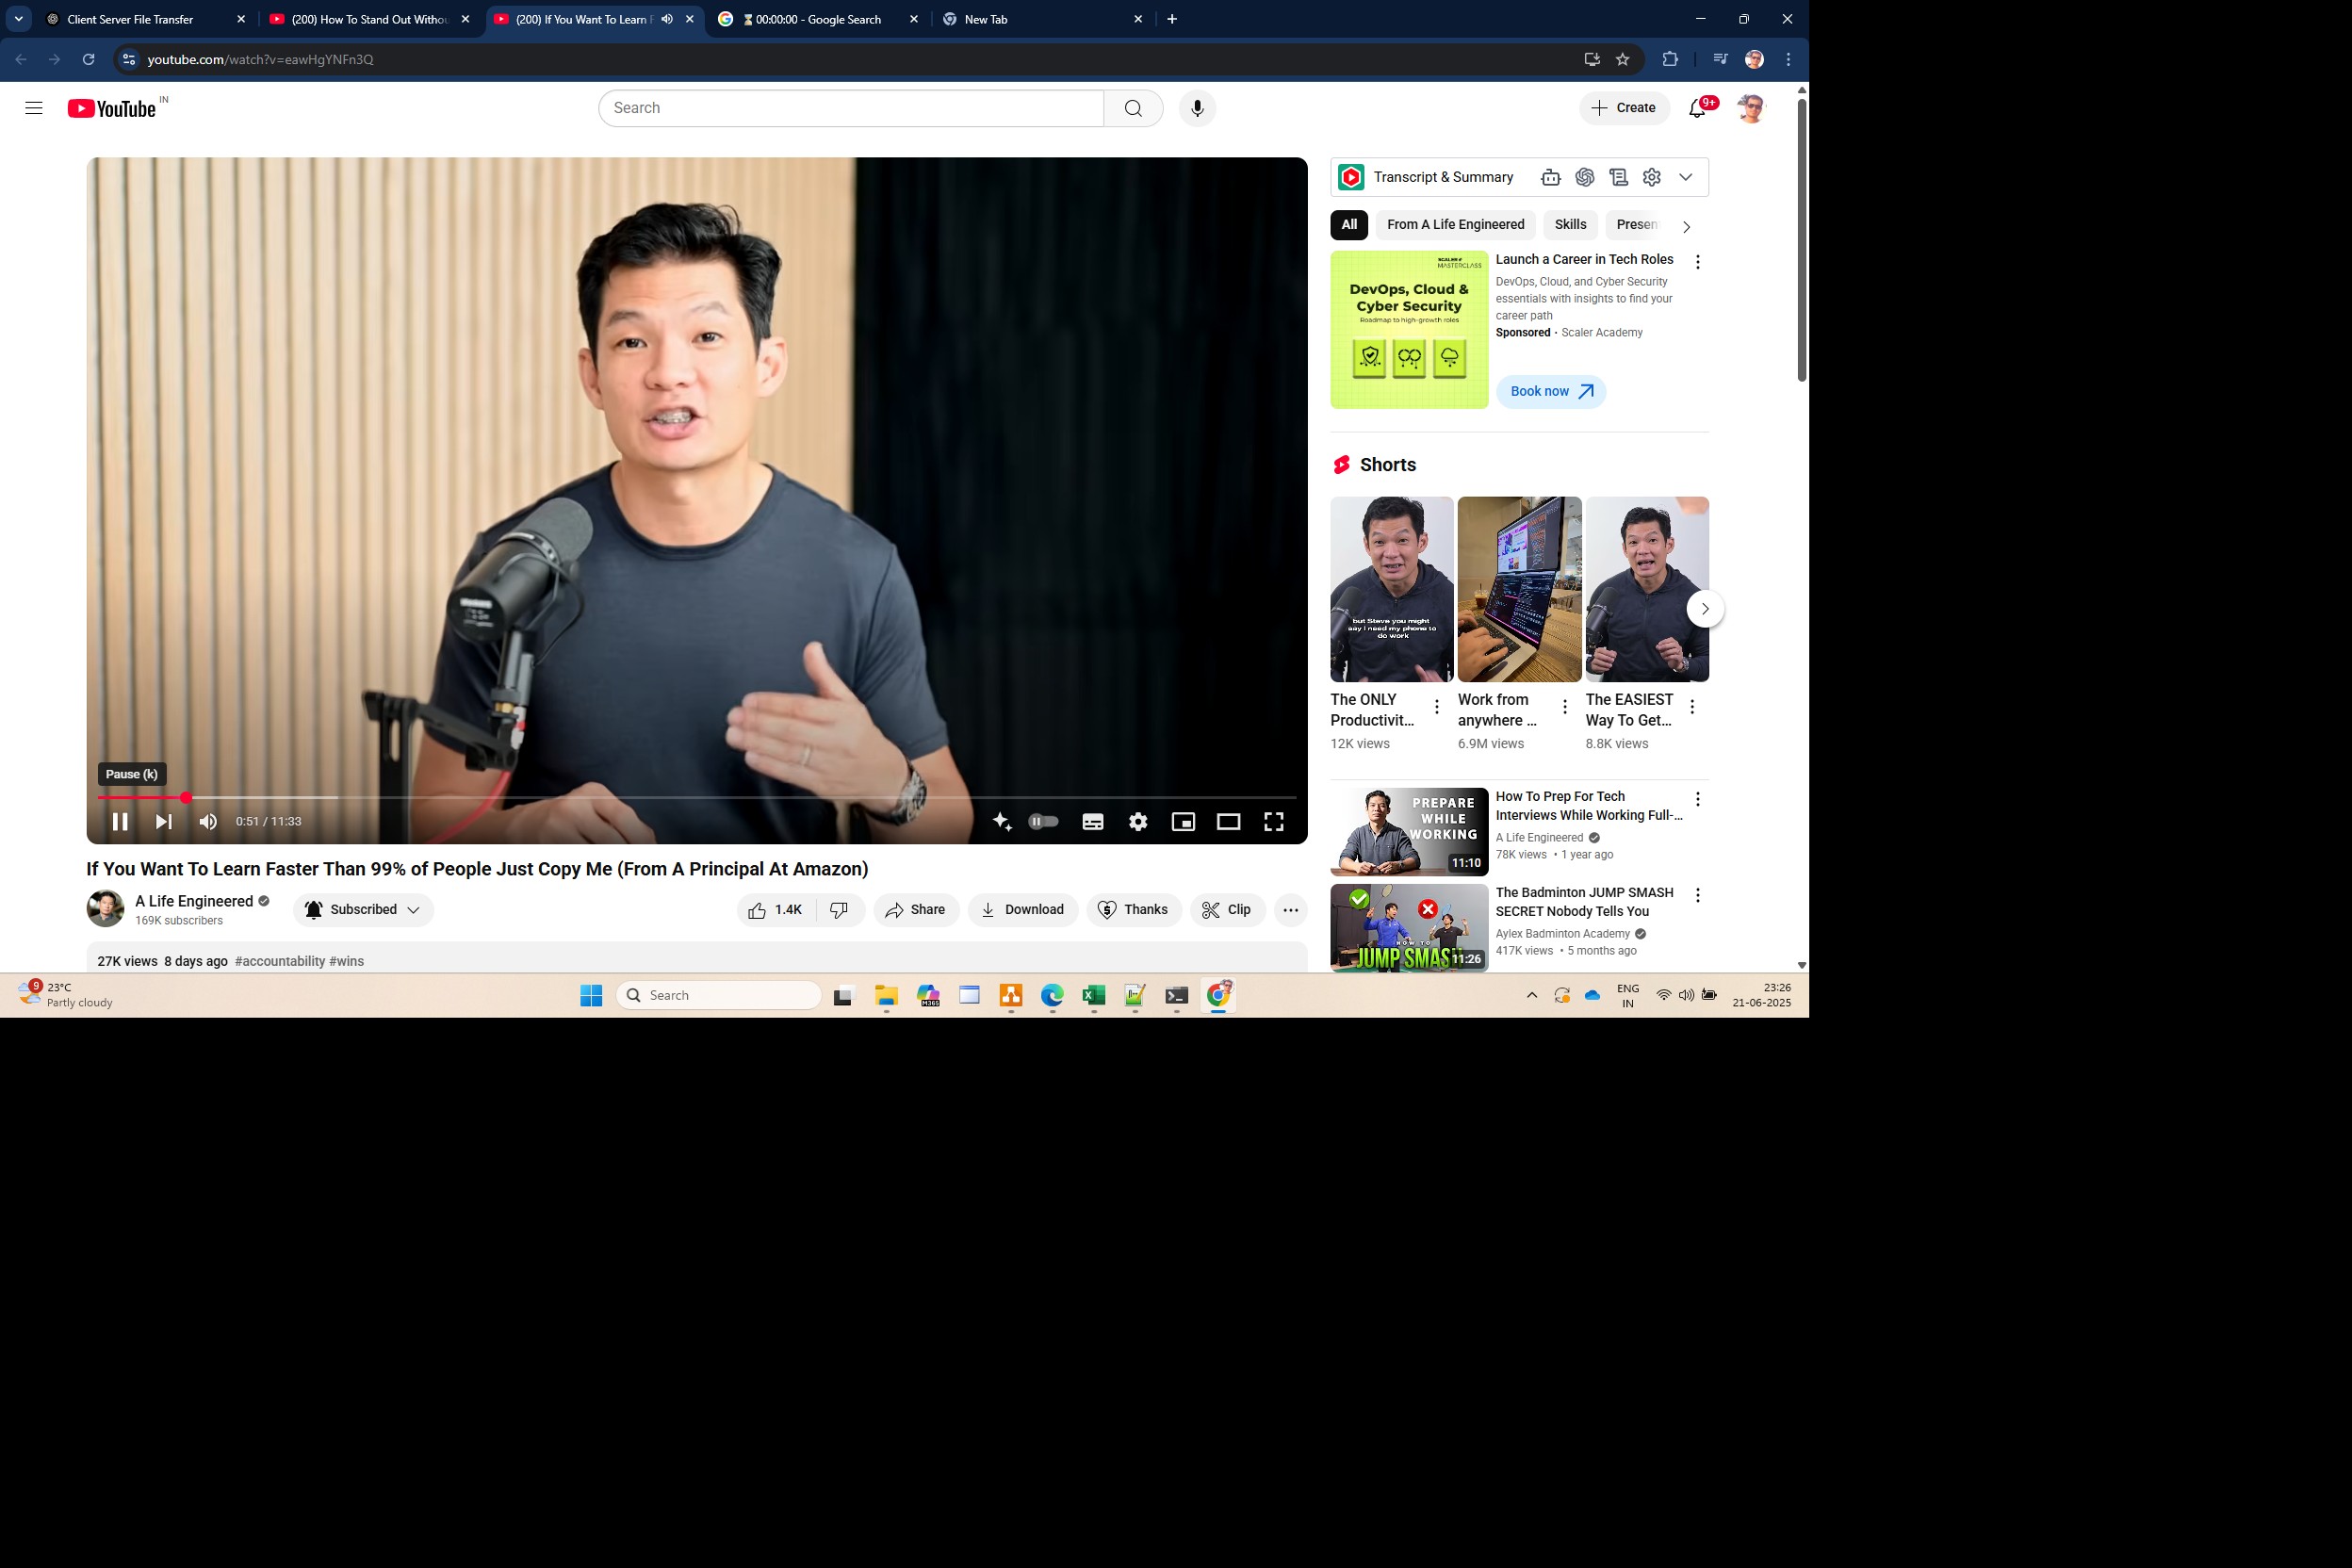 Client Server File Transfer
(200) How To Stand Out Withou
(200) If You Want To Learn F
⌛ 00:00:00 - Google Search
New Tab
youtube.com/watch?v=eawHgYNFn3Q
YouTube IN
Search
Create
9+
Transcript & Summary
All
From A Life Engineered
Skills
Presen
SCALER
MASTERCLASS
DevOps, Cloud &
Cyber Security
Roadmap to high-growth roles
Launch a Career in Tech Roles
DevOps, Cloud, and Cyber Security
essentials with insights to find your
career path
Sponsored · Scaler Academy
Book now
Shorts
but Steve you might
say I need my phone to
do work
The ONLY
Productivit...
12K views
Work from
anywhere ...
6.9M views
The EASIEST
Way To Get...
8.8K views
Pause (k)
0:51 / 11:33
PREPARE
WHILE
WORKING
11:10
How To Prep For Tech
Interviews While Working Full-...
A Life Engineered
78K views • 1 year ago
HOW TO
JUMP SMASH
11:26
The Badminton JUMP SMASH
SECRET Nobody Tells You
Aylex Badminton Academy
417K views • 5 months ago
If You Want To Learn Faster Than 99% of People Just Copy Me (From A Principal At Amazon)
A Life Engineered
169K subscribers
Subscribed
1.4K
Share
Download
Thanks
Clip
27K views 8 days ago #accountability #wins
9
23°C
Partly cloudy
Search
M365
ENG
IN
23:26
21-06-2025